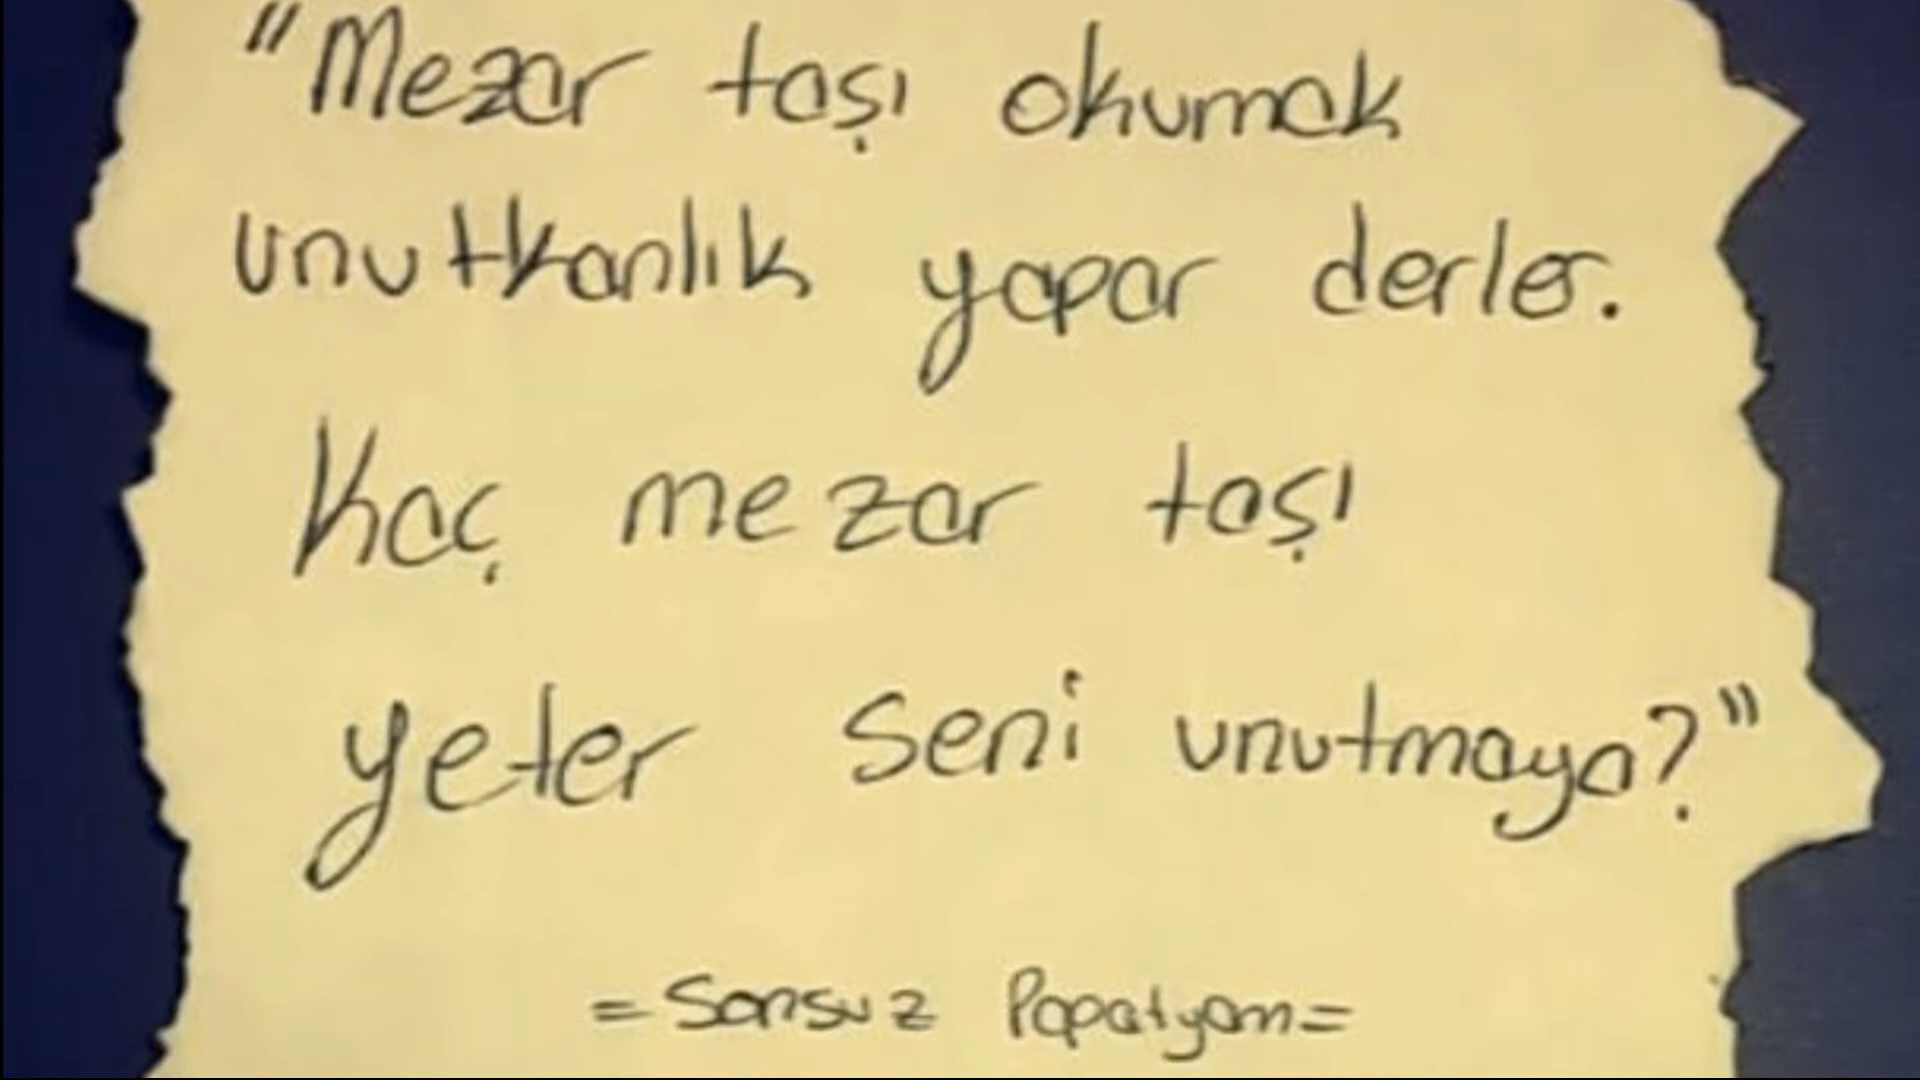 "Mezar taşı okumak
unutkanlık yapar derler.
Kaç mezar taşı
yeter seni unutmaya?"
=Sonsuz Papatyam=